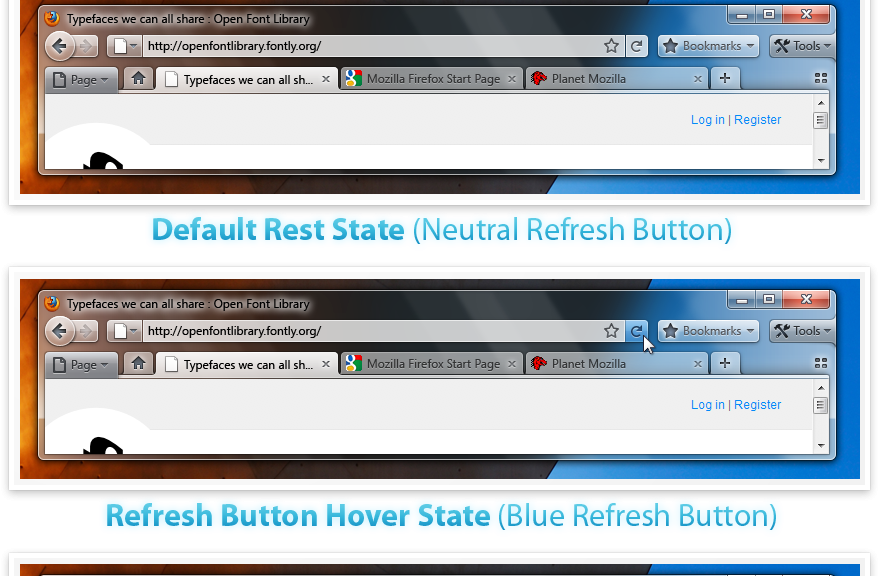 Typefaces we can all share : Open Font Library
http://openfontlibrary.fontly.org/
Bookmarks
Tools
Page
Typefaces we can all sh...
Mozilla Firefox Start Page
Planet Mozilla
Log in | Register
Default Rest State (Neutral Refresh Button)
Typefaces we can all share : Open Font Library
http://openfontlibrary.fontly.org/
Bookmarks
Tools
Page
Typefaces we can all sh...
Mozilla Firefox Start Page
Planet Mozilla
Log in | Register
Refresh Button Hover State (Blue Refresh Button)